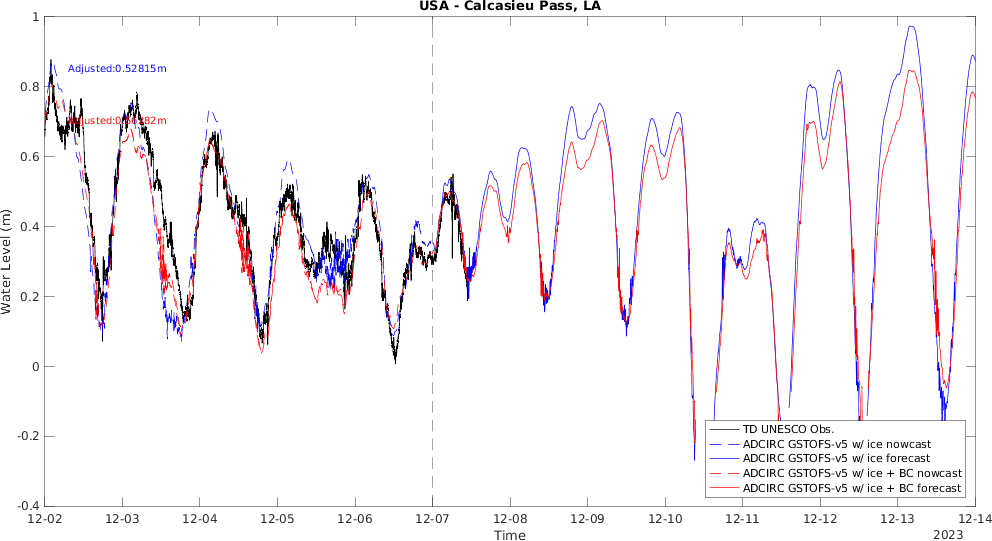 USA - Calcasieu Pass, LA
1
0.8
0.6
0.4
0.2
0
-0.2
-0.4
Water Level (m)
Adjusted:0.52815m
TD UNESCO Obs.
ADCIRC GSTOFS-v5 w/ ice nowcast
ADCIRC GSTOFS-v5 w/ ice forecast
ADCIRC GSTOFS-v5 w/ ice + BC nowcast
ADCIRC GSTOFS-v5 w/ ice + BC forecast
12-02 12-03 12-04 12-05 12-06 12-07 12-08 12-09 12-10 12-11 12-12 12-13 12-14
Time
2023